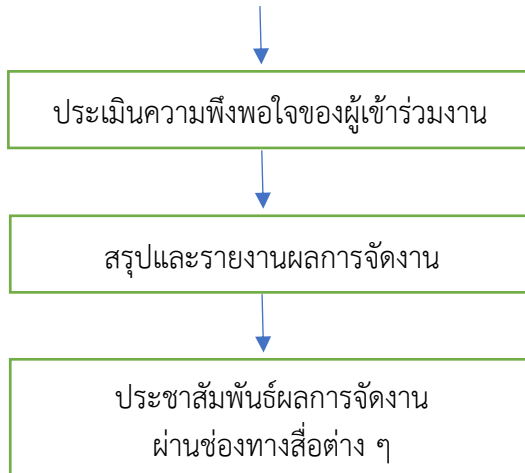 ประเมินความพึงพอใจของผู้เข้าร่วมงาน
สรุปและรายงานผลการจัดงาน
ประชาสัมพันธ์ผลการจัดงาน
ผ่านช่องทางสื่อต่าง ๆ